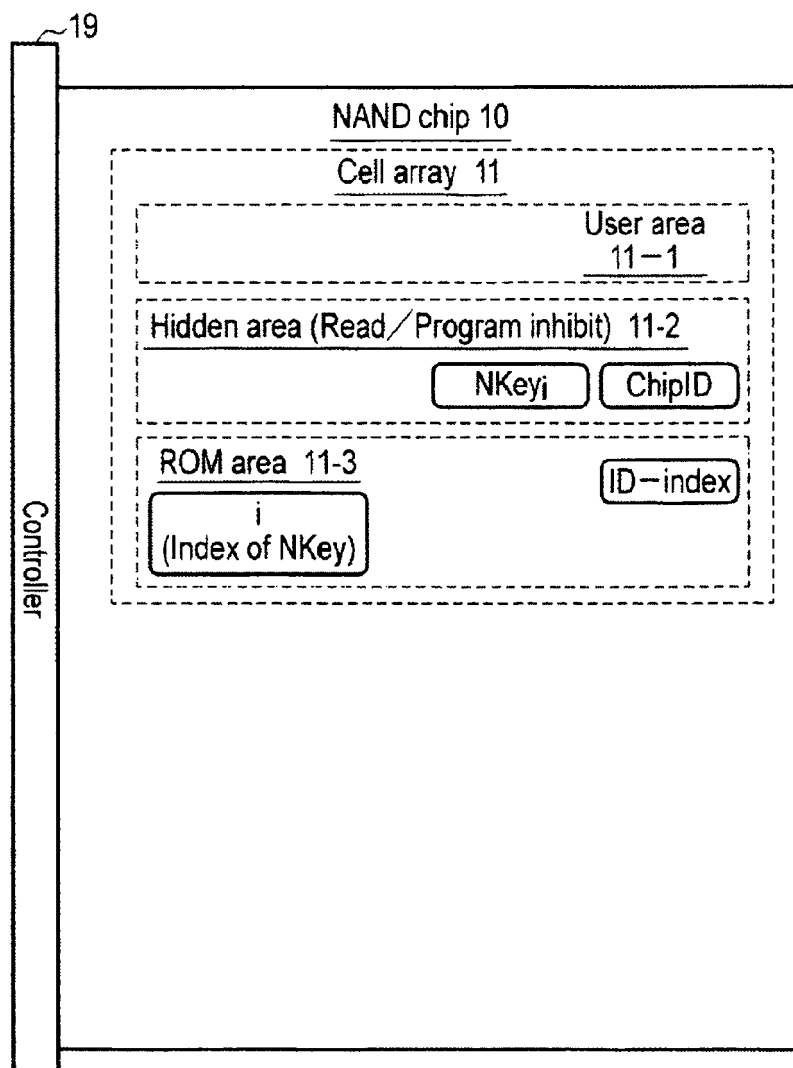 19
NAND chip 10
Cell array 11
User area
11-1
Hidden area (Read/Program inhibit) 11-2
NKeyi
ChipID
ROM area 11-3
ID-index
i
(Index of NKey)
Controller